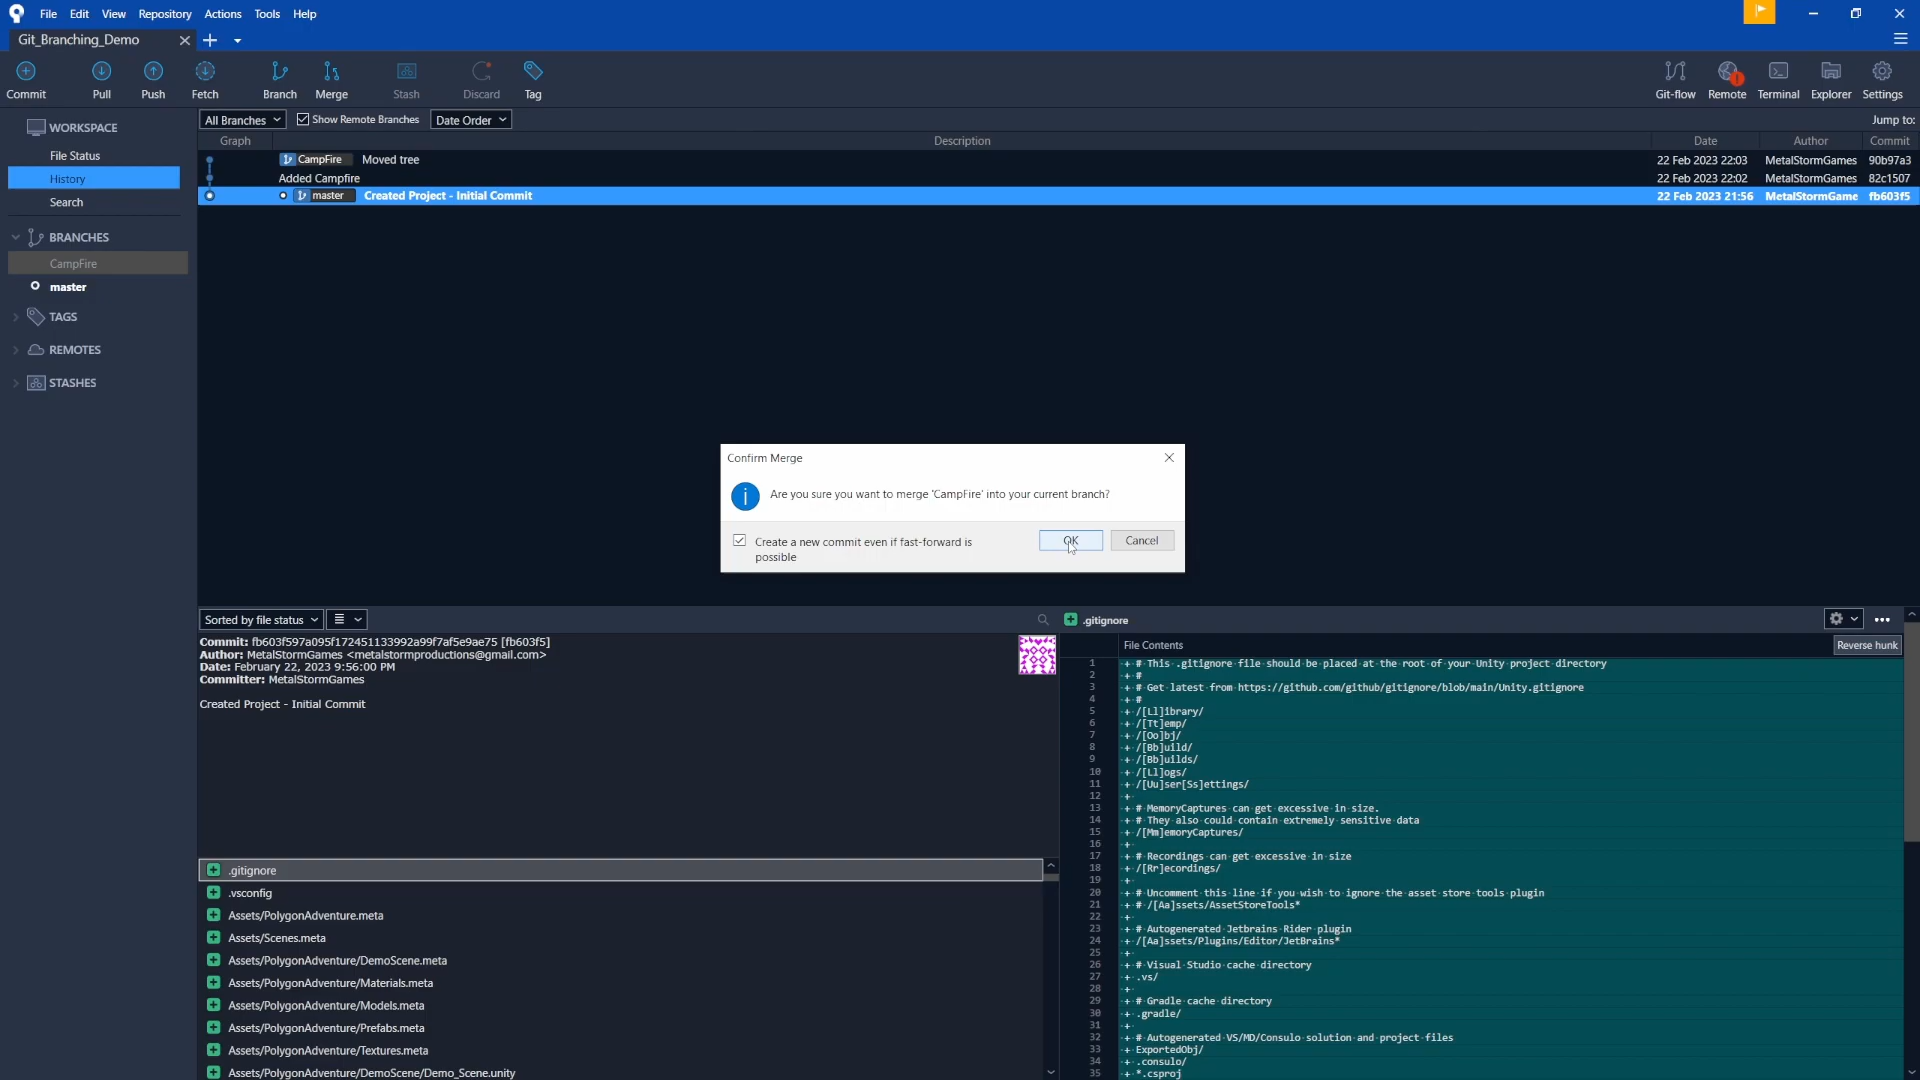 File Edit View Repository Actions Tools Help
Git_Branching_Demo
Commit Pull Push Fetch Branch Merge Stash Discard Tag Git-flow Remote Terminal Explorer Settings
WORKSPACE
File Status
History
Search
BRANCHES
CampFire
master
TAGS
REMOTES
STASHES
All Branches Show Remote Branches Date Order Jump to:
Graph Description Date Author Commit
CampFire Moved tree 22 Feb 2023 22:03 MetalStormGames 90b97a3
Added Campfire 22 Feb 2023 22:02 MetalStormGames 82c1507
master Created Project - Initial Commit 22 Feb 2023 21:56 MetalStormGame fb603f5
Confirm Merge
Are you sure you want to merge 'CampFire' into your current branch?
Create a new commit even if fast-forward is
possible
OK Cancel
Sorted by file status
Commit: fb603f597a095f172451133992a99f7af5e9ae75 [fb603f5]
Author: MetalStormGames <metalstormproductions@gmail.com>
Date: February 22, 2023 9:56:00 PM
Committer: MetalStormGames
Created Project - Initial Commit
.gitignore
.vsconfig
Assets/PolygonAdventure.meta
Assets/Scenes.meta
Assets/PolygonAdventure/DemoScene.meta
Assets/PolygonAdventure/Materials.meta
Assets/PolygonAdventure/Models.meta
Assets/PolygonAdventure/Prefabs.meta
Assets/PolygonAdventure/Textures.meta
Assets/PolygonAdventure/DemoScene/Demo_Scene.unity
.gitignore
File Contents Reverse hunk
1 + # This .gitignore file should be placed at the root of your Unity project directory
2 + #
3 + # Get latest from https://github.com/github/gitignore/blob/main/Unity.gitignore
4 + #
5 + /[Ll]ibrary/
6 + /[Tt]emp/
7 + /[Oo]bj/
8 + /[Bb]uild/
9 + /[Bb]uilds/
10 + /[Ll]ogs/
11 + /[Uu]ser[Ss]ettings/
12 +
13 + # MemoryCaptures can get excessive in size.
14 + # They also could contain extremely sensitive data
15 + /[Mm]emoryCaptures/
16 +
17 + # Recordings can get excessive in size
18 + /[Rr]ecordings/
19 +
20 + # Uncomment this line if you wish to ignore the asset store tools plugin
21 + # /[Aa]ssets/AssetStoreTools*
22 +
23 + # Autogenerated Jetbrains Rider plugin
24 + /[Aa]ssets/Plugins/Editor/JetBrains*
25 +
26 + # Visual Studio cache directory
27 + .vs/
28 +
29 + # Gradle cache directory
30 + .gradle/
31 +
32 + # Autogenerated VS/MD/Consulo solution and project files
33 + ExportedObj/
34 + .consulo/
35 + *.csproj